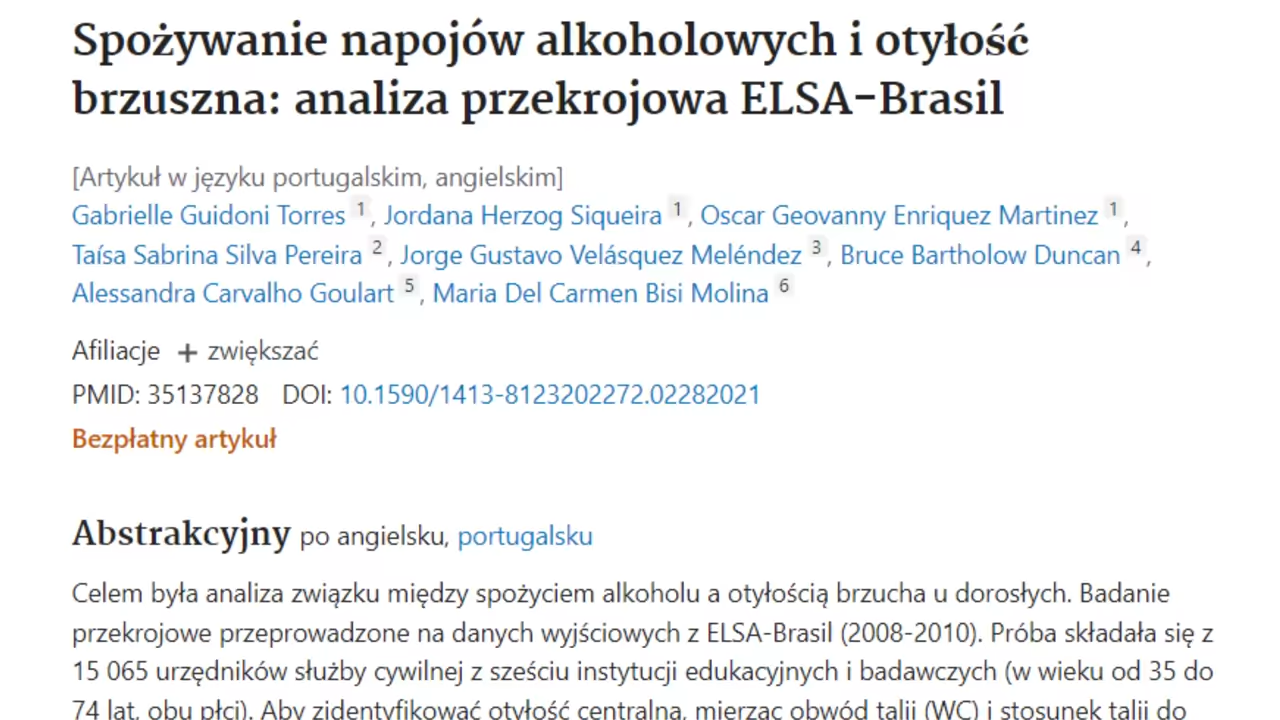 Spożywanie napojów alkoholowych i otyłość
brzuszna: analiza przekrojowa ELSA-Brasil
[Artykuł w języku portugalskim, angielskim]
Gabrielle Guidoni Torres 1, Jordana Herzog Siqueira 1, Oscar Geovanny Enriquez Martinez 1,
Taísa Sabrina Silva Pereira 2, Jorge Gustavo Velásquez Meléndez 3, Bruce Bartholow Duncan 4,
Alessandra Carvalho Goulart 5, Maria Del Carmen Bisi Molina 6
Afiliacje + zwiększać
PMID: 35137828 DOI: 10.1590/1413-8123202272.02282021
Bezpłatny artykuł
Abstrakcyjny po angielsku, portugalsku
Celem była analiza związku między spożyciem alkoholu a otyłością brzucha u dorosłych. Badanie
przekrojowe przeprowadzone na danych wyjściowych z ELSA-Brasil (2008-2010). Próba składała się z
15 065 urzędników służby cywilnej z sześciu instytucji edukacyjnych i badawczych (w wieku od 35 do
74 lat, obu płci). Aby zidentyfikować otyłość centralną, mierząc obwód talii (WC) i stosunek talii do